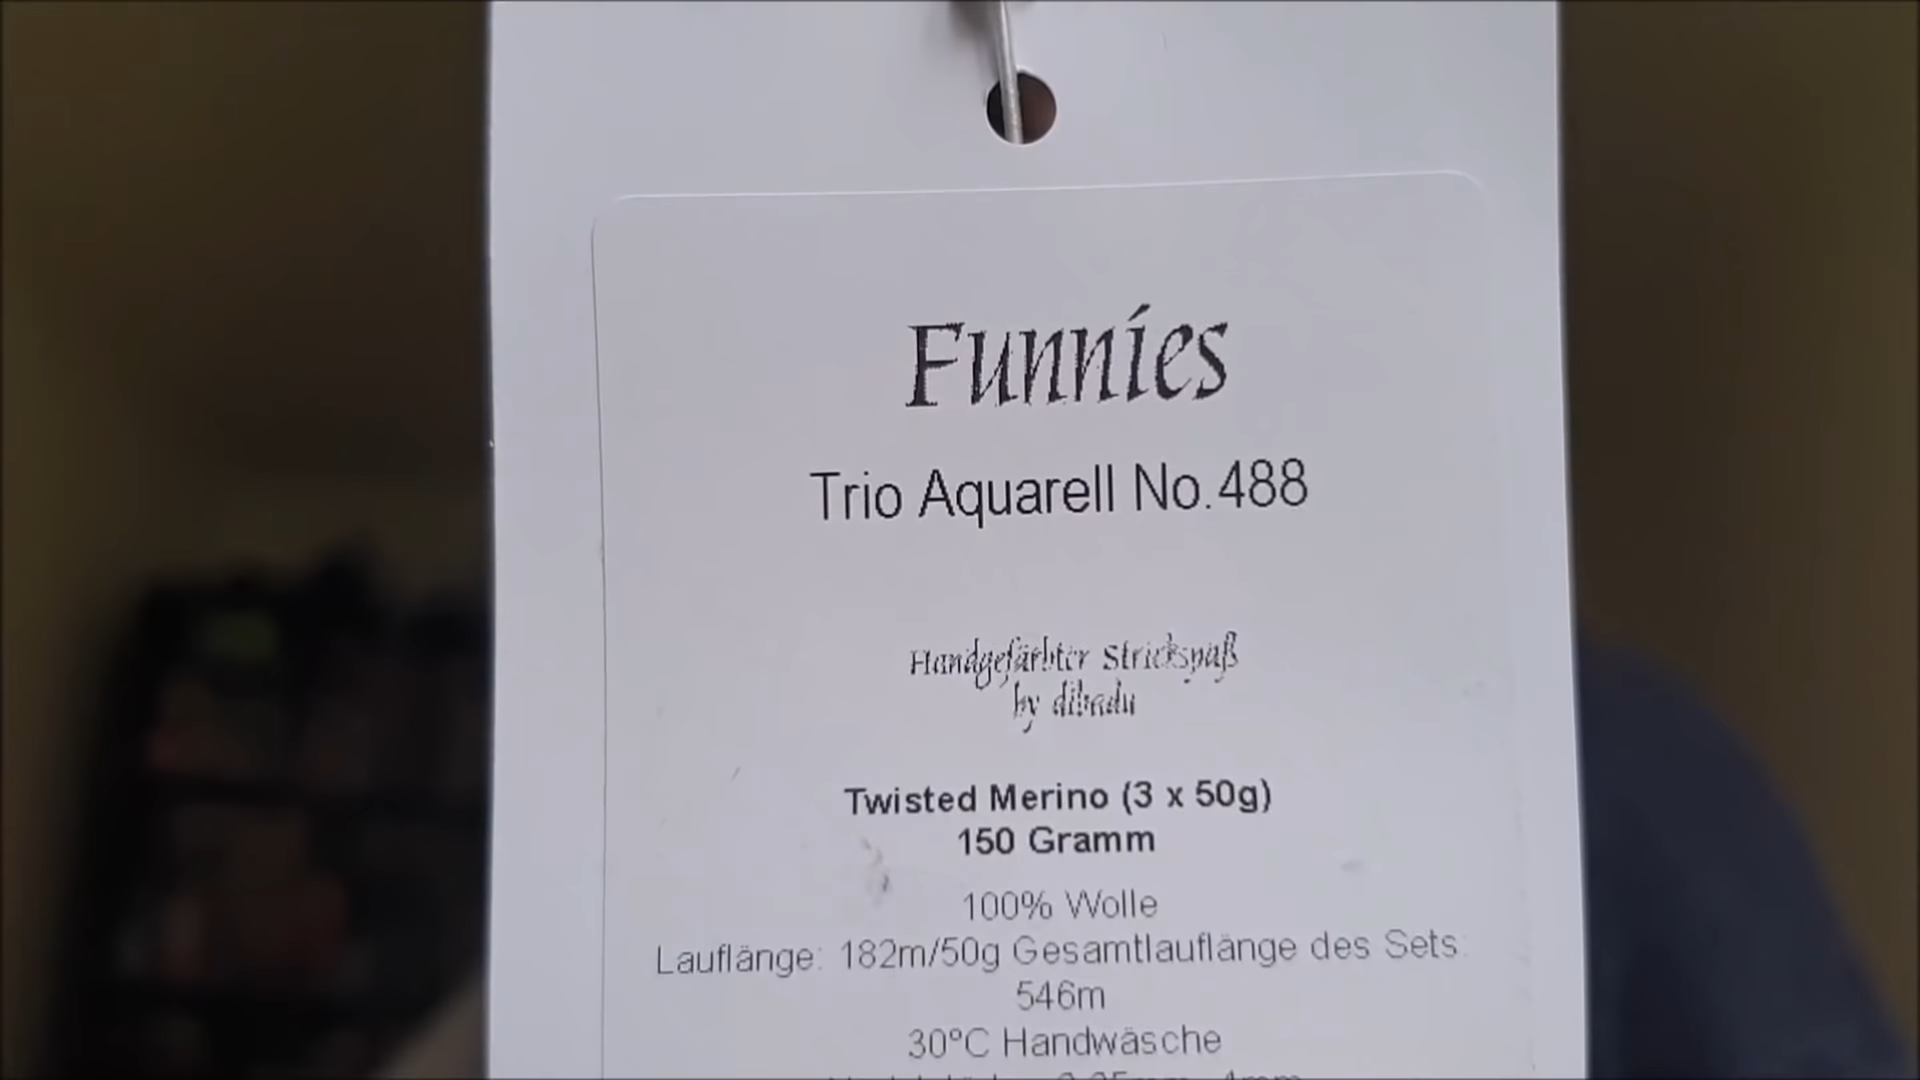 Funnies
Trio Aquarell No.488
Handgefärbter Strickspaß
by dibadu
Twisted Merino (3 x 50g)
150 Gramm
100% Wolle
Lauflänge: 182m/50g Gesamtlauflänge des Sets:
546m
30°C Handwäsche